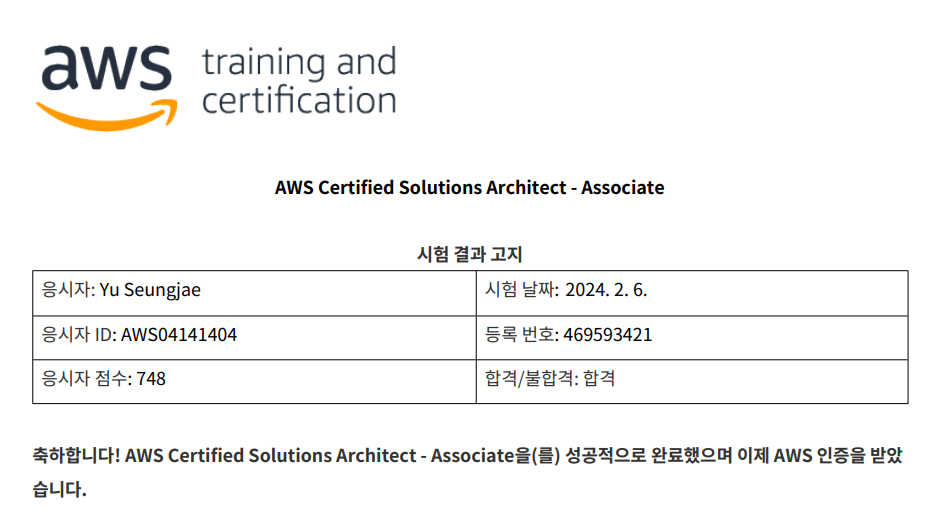 aws training and
certification
AWS Certified Solutions Architect - Associate
시험 결과 고지
응시자: Yu Seungjae
시험 날짜: 2024. 2. 6.
응시자 ID: AWS04141404
등록 번호: 469593421
응시자 점수: 748
합격/불합격: 합격
축하합니다! AWS Certified Solutions Architect - Associate을(를) 성공적으로 완료했으며 이제 AWS 인증을 받았
습니다.